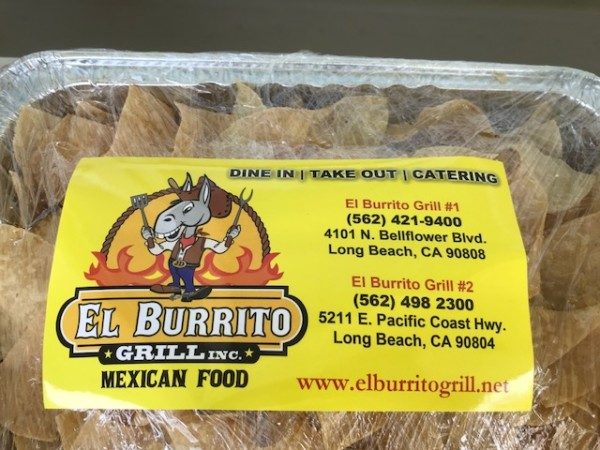 DINE IN | TAKE OUT | CATERING
El Burrito Grill #1
(562) 421-9400
4101 N. Bellflower Blvd.
Long Beach, CA 90808
El Burrito Grill #2
(562) 498 2300
5211 E. Pacific Coast Hwy.
Long Beach, CA 90804
www.elburritogrill.net
EL BURRITO
GRILL INC.
MEXICAN FOOD